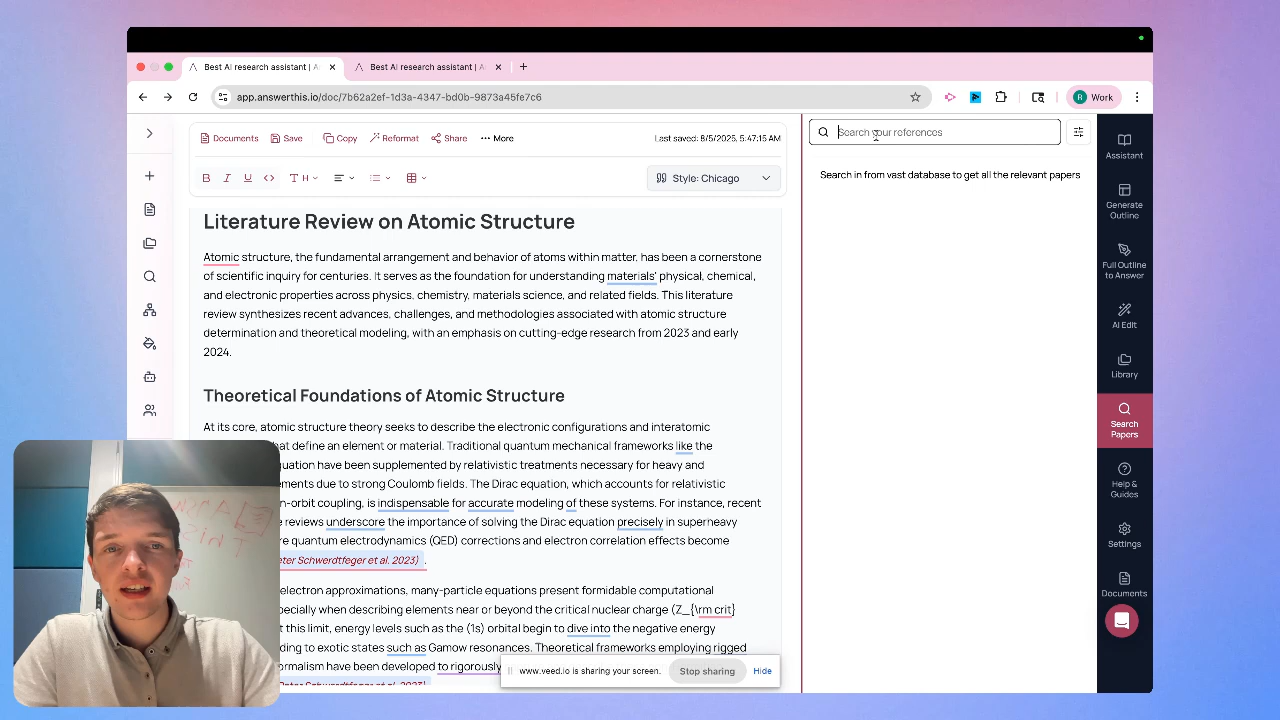 Best AI research assistant | A
Best AI research assistant | A
app.answerthis.io/doc/7b62a2ef-1d3a-4347-bd0b-9873a45fe7c6
R Work
Documents Save Copy Reformat Share ••• More Last saved: 8/5/2025, 5:47:15 AM
B I U <> T H Style: Chicago
Literature Review on Atomic Structure
Atomic structure, the fundamental arrangement and behavior of atoms within matter, has been a cornerstone
of scientific inquiry for centuries. It serves as the foundation for understanding materials' physical, chemical,
and electronic properties across physics, chemistry, materials science, and related fields. This literature
review synthesizes recent advances, challenges, and methodologies associated with atomic structure
determination and theoretical modeling, with emphasis on cutting-edge research from 2023 and early
2024.
Theoretical Foundations of Atomic Structure
At its core, atomic structure theory seeks to describe the electronic configurations and interatomic
hat define an element or material. Traditional quantum mechanical frameworks like the
uation have been supplemented by relativistic treatments necessary for heavy and
ments due to strong Coulomb fields. The Dirac equation, which accounts for relativistic
n-orbit coupling, is indispensable for accurate modeling of these systems. For instance, recent
reviews underscore the importance of solving the Dirac equation precisely in superheavy
re quantum electrodynamics (QED) corrections and electron correlation effects become
eter Schwerdtfeger et al. 2023) .
electron approximations, many-particle equations present formidable computational
pecially when describing elements near or beyond the critical nuclear charge (Z_{\rm crit}
t this limit, energy levels of the (1s) orbital begin to dive into the negative energy
ding to exotic states such as Gamow resonances. Theoretical frameworks employing rigged
rmalism have been developed to rigorously
Peter Schwerdtfeger et al. 2023)
www.veed.io is sharing your screen. Stop sharing Hide
Search your references
Search in from vast database to get all the relevant papers
Assistant
Generate
Outline
Full Outline
to Answer
AI Edit
Library
Search
Papers
Help &
Guides
Settings
Documents